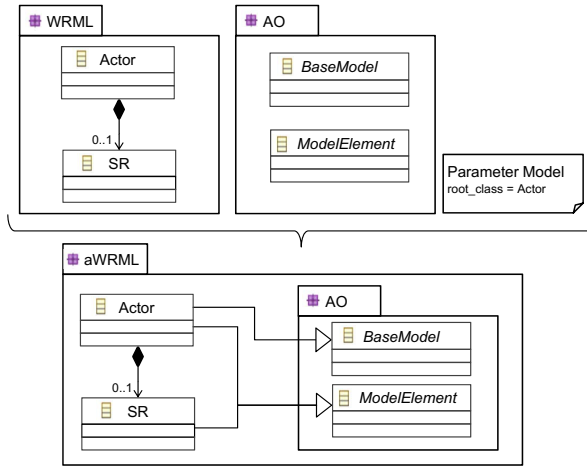 WRML
Actor
0..1
SR
AO
BaseModel
ModelElement
Parameter Model
root_class = Actor
aWRML
Actor
0..1
SR
AO
BaseModel
ModelElement